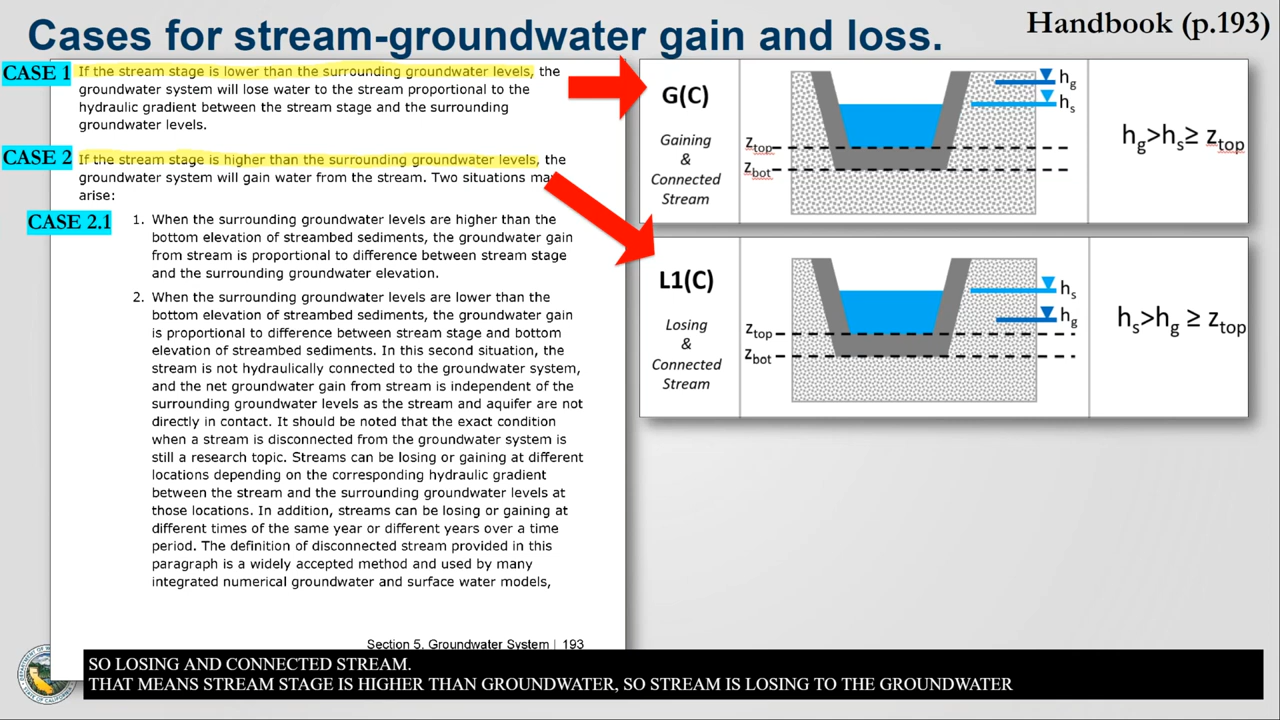 Cases for stream-groundwater gain and loss.
Handbook (p.193)
CASE 1
If the stream stage is lower than the surrounding groundwater levels, the
groundwater system will lose water to the stream proportional to the
hydraulic gradient between the stream stage and the surrounding
groundwater levels.
CASE 2
If the stream stage is higher than the surrounding groundwater levels, the
groundwater system will gain water from the stream. Two situations may
arise:
CASE 2.1
1. When the surrounding groundwater levels are higher than the
bottom elevation of streambed sediments, the groundwater gain
from stream is proportional to difference between stream stage
and the surrounding groundwater elevation.
2. When the surrounding groundwater levels are lower than the
bottom elevation of streambed sediments, the groundwater gain
is proportional to difference between stream stage and bottom
elevation of streambed sediments. In this second situation, the
stream is not hydraulically connected to the groundwater system,
and the net groundwater gain from stream is independent of the
surrounding groundwater levels as the stream and aquifer are not
directly in contact. It should be noted that the exact condition
when a stream is disconnected from the groundwater system is
still a research topic. Streams can be losing or gaining at different
locations depending on the corresponding hydraulic gradient
between the stream and the surrounding groundwater levels at
those locations. In addition, streams can be losing or gaining at
different times of the same year or different years over a time
period. The definition of disconnected stream provided in this
paragraph is a widely accepted method and used by many
integrated numerical groundwater and surface water models,
Section 5. Groundwater System | 193
G(C)
Gaining
&
Connected
Stream
hg
hs
ztop
zbot
hg>hs≥ ztop
L1(C)
Losing
&
Connected
Stream
hs
hg
ztop
zbot
hs>hg ≥ ztop
SO LOSING AND CONNECTED STREAM.
THAT MEANS STREAM STAGE IS HIGHER THAN GROUNDWATER, SO STREAM IS LOSING TO THE GROUNDWATER